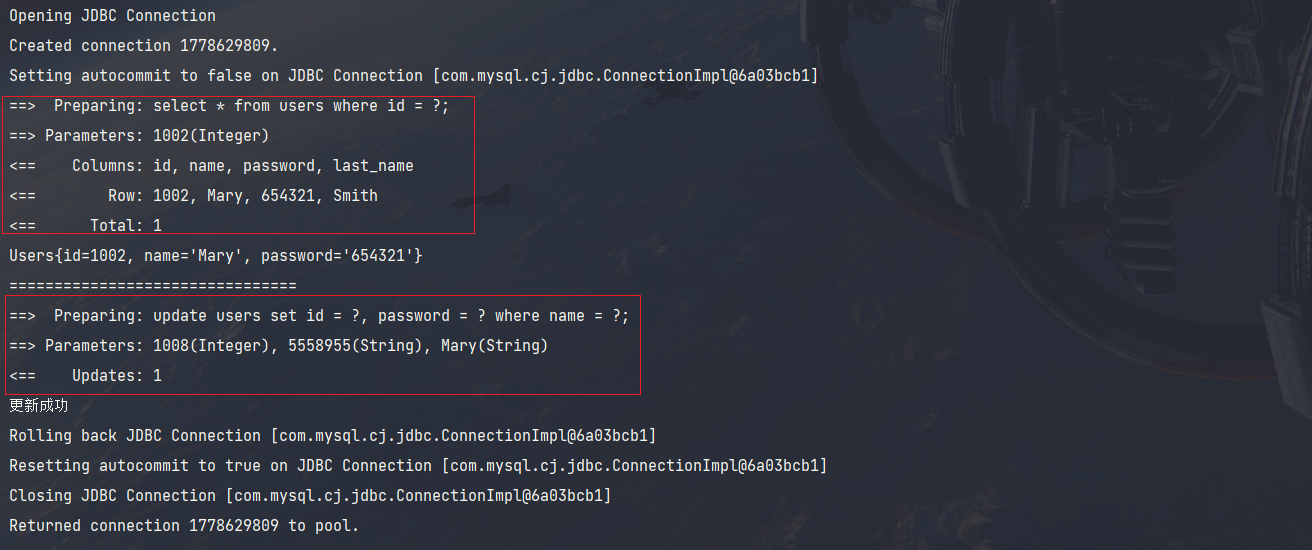 Opening JDBC Connection
Created connection 1778629809.
Setting autocommit to false on JDBC Connection [com.mysql.cj.jdbc.ConnectionImpl@6a03bcb1]
==>  Preparing: select * from users where id = ?;
==> Parameters: 1002(Integer)
<==    Columns: id, name, password, last_name
<==        Row: 1002, Mary, 654321, Smith
<==      Total: 1
Users{id=1002, name='Mary', password='654321'}
================================
==>  Preparing: update users set id = ?, password = ? where name = ?;
==> Parameters: 1008(Integer), 5558955(String), Mary(String)
<==    Updates: 1
更新成功
Rolling back JDBC Connection [com.mysql.cj.jdbc.ConnectionImpl@6a03bcb1]
Resetting autocommit to true on JDBC Connection [com.mysql.cj.jdbc.ConnectionImpl@6a03bcb1]
Closing JDBC Connection [com.mysql.cj.jdbc.ConnectionImpl@6a03bcb1]
Returned connection 1778629809 to pool.